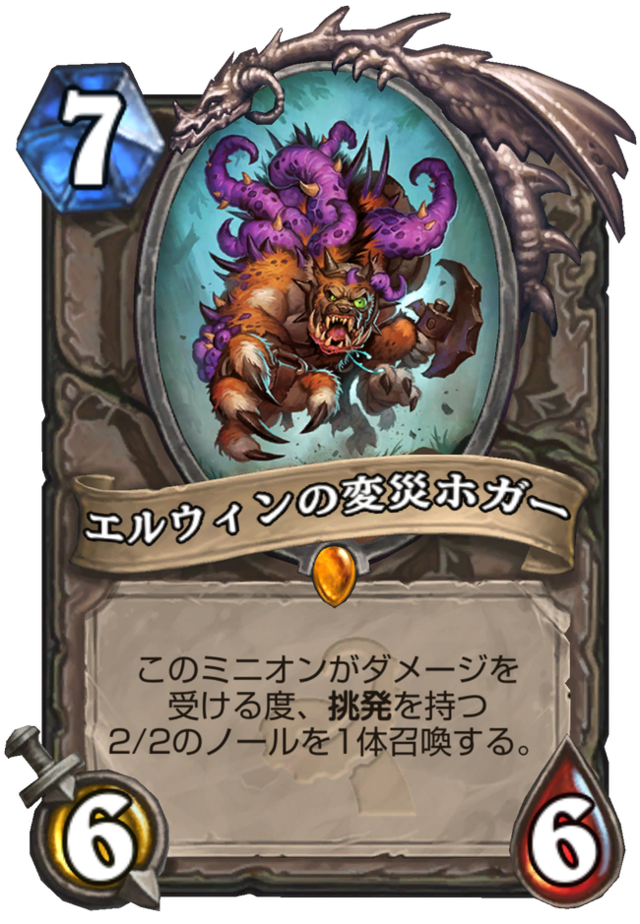 7
エルウィンの変災ホガー
このミニオンがダメージを
受ける度、挑発を持つ
2/2のノールを1体召喚する。
6
6